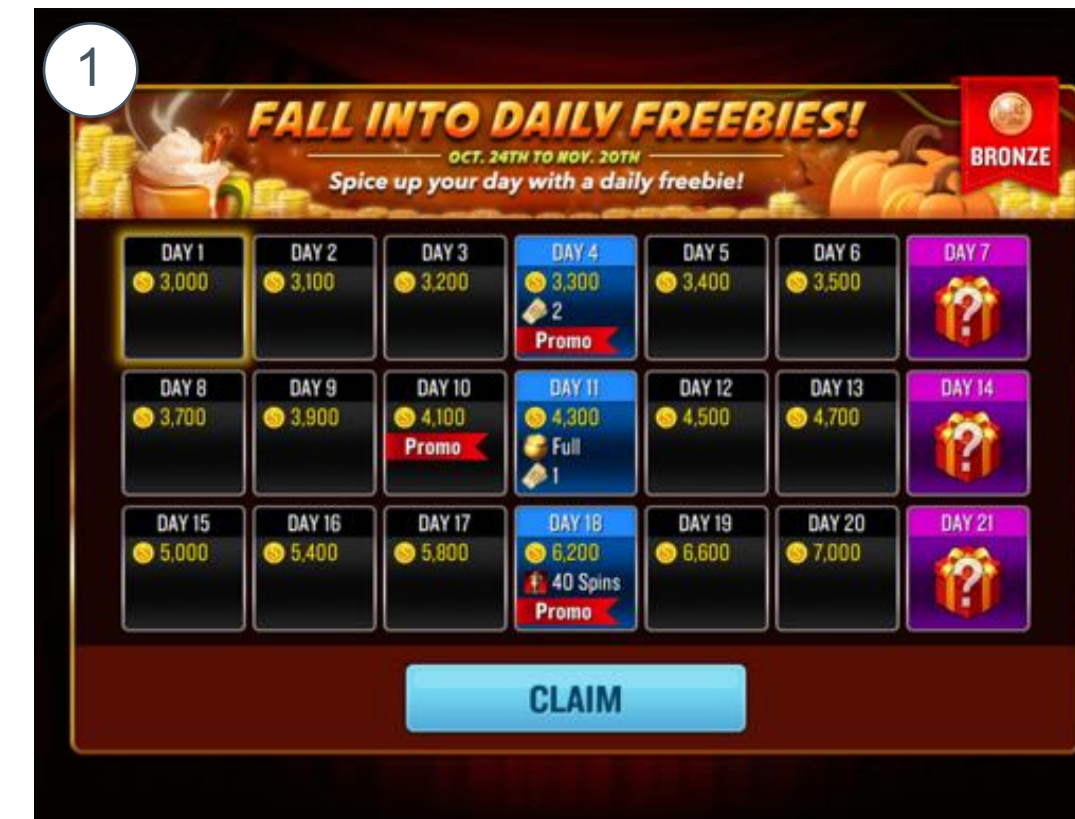 1
FALL INTO DAILY FREEBIES!
OCT. 24TH TO NOV. 20TH
Spice up your day with a daily freebie!
BRONZE
DAY 1 DAY 2 DAY 3 DAY 4 DAY 5 DAY 6 DAY 7
3,000 3,100 3,200 3,300 3,400 3,500 ?
2
Promo
DAY 8 DAY 9 DAY 10 DAY 11 DAY 12 DAY 13 DAY 14
3,700 3,900 4,100 4,300 4,500 4,700 ?
Promo Full
1
DAY 15 DAY 16 DAY 17 DAY 18 DAY 19 DAY 20 DAY 21
5,000 5,400 5,800 6,200 6,600 7,000 ?
40 Spins
Promo
CLAIM